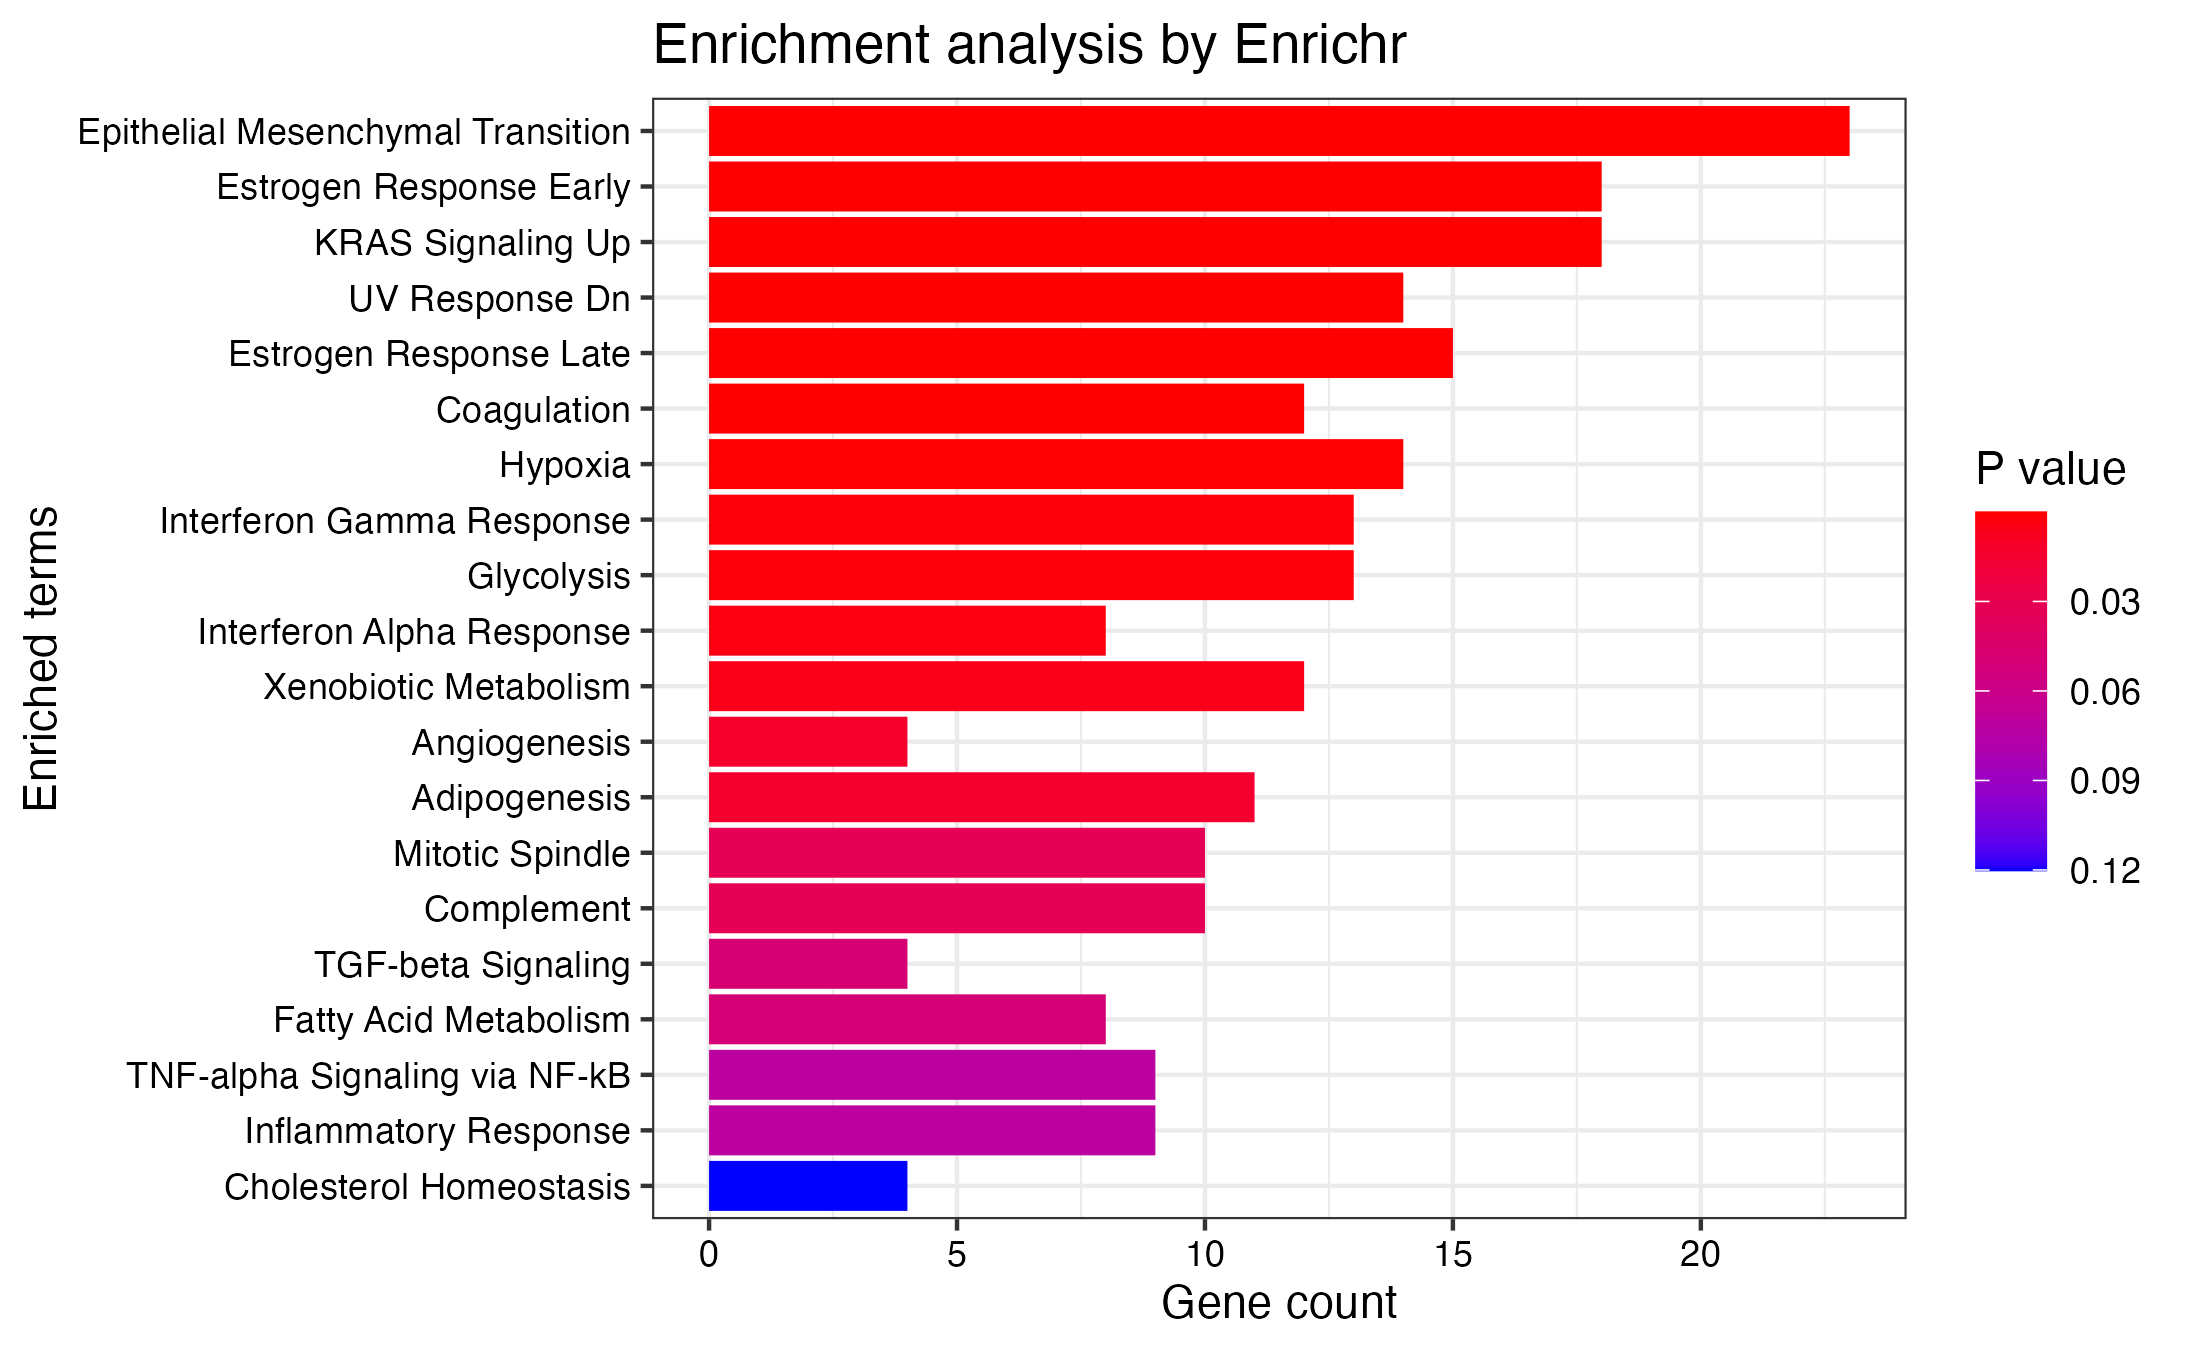 Enrichment analysis by Enrichr
Enriched terms
Epithelial Mesenchymal Transition
Estrogen Response Early
KRAS Signaling Up
UV Response Dn
Estrogen Response Late
Coagulation
Hypoxia
Interferon Gamma Response
Glycolysis
Interferon Alpha Response
Xenobiotic Metabolism
Angiogenesis
Adipogenesis
Mitotic Spindle
Complement
TGF-beta Signaling
Fatty Acid Metabolism
TNF-alpha Signaling via NF-kB
Inflammatory Response
Cholesterol Homeostasis
0 5 10 15 20
Gene count
P value
0.03
0.06
0.09
0.12